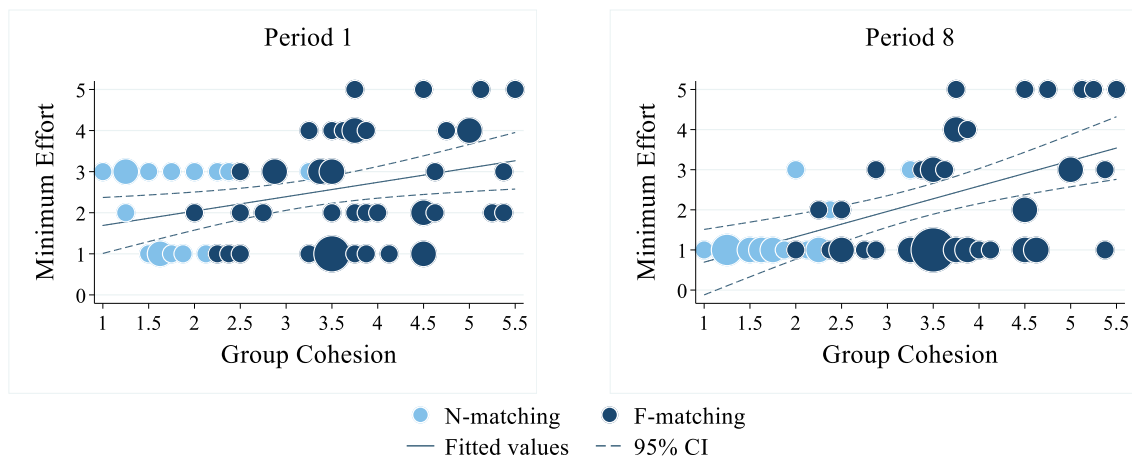 Period 1
Minimum Effort
5
4
3
2
1
0
1 1.5 2 2.5 3 3.5 4 4.5 5 5.5
Group Cohesion
Period 8
Minimum Effort
5
4
3
2
1
0
1 1.5 2 2.5 3 3.5 4 4.5 5 5.5
Group Cohesion
N-matching F-matching
Fitted values 95% CI